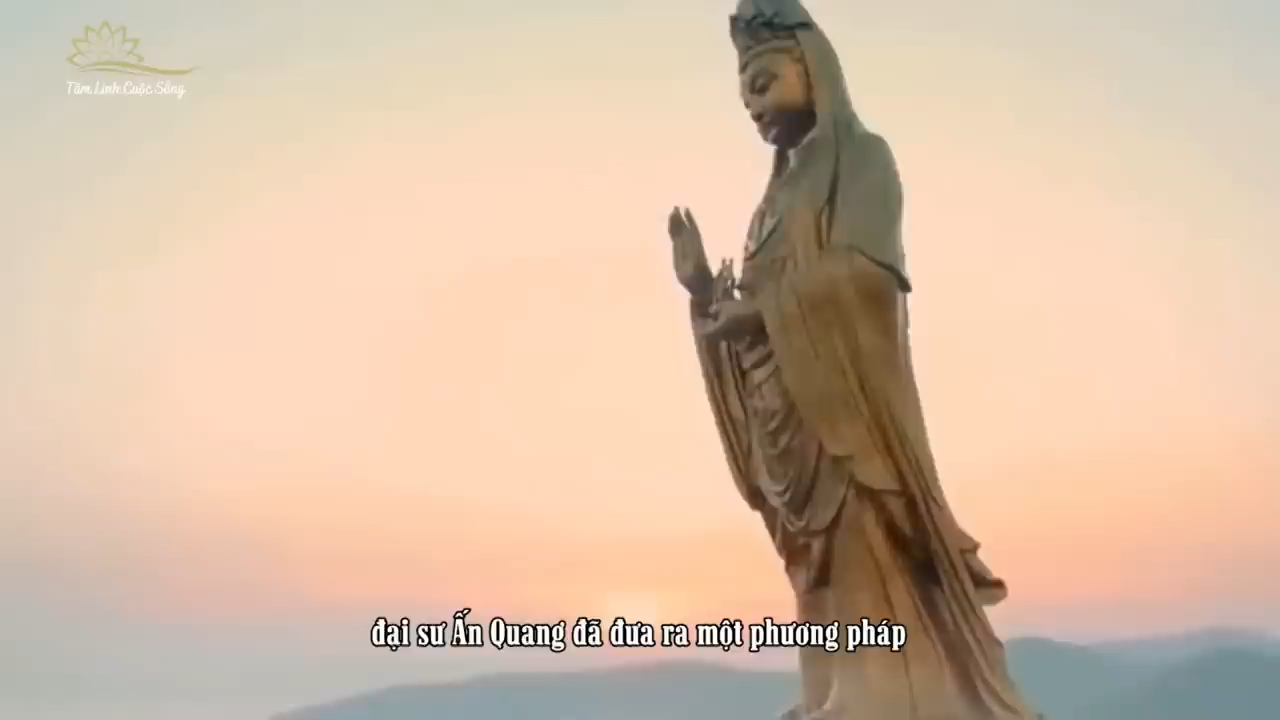 Tâm Linh Cuộc Sống
đại sư Ấn Quang đã đưa ra một phương pháp